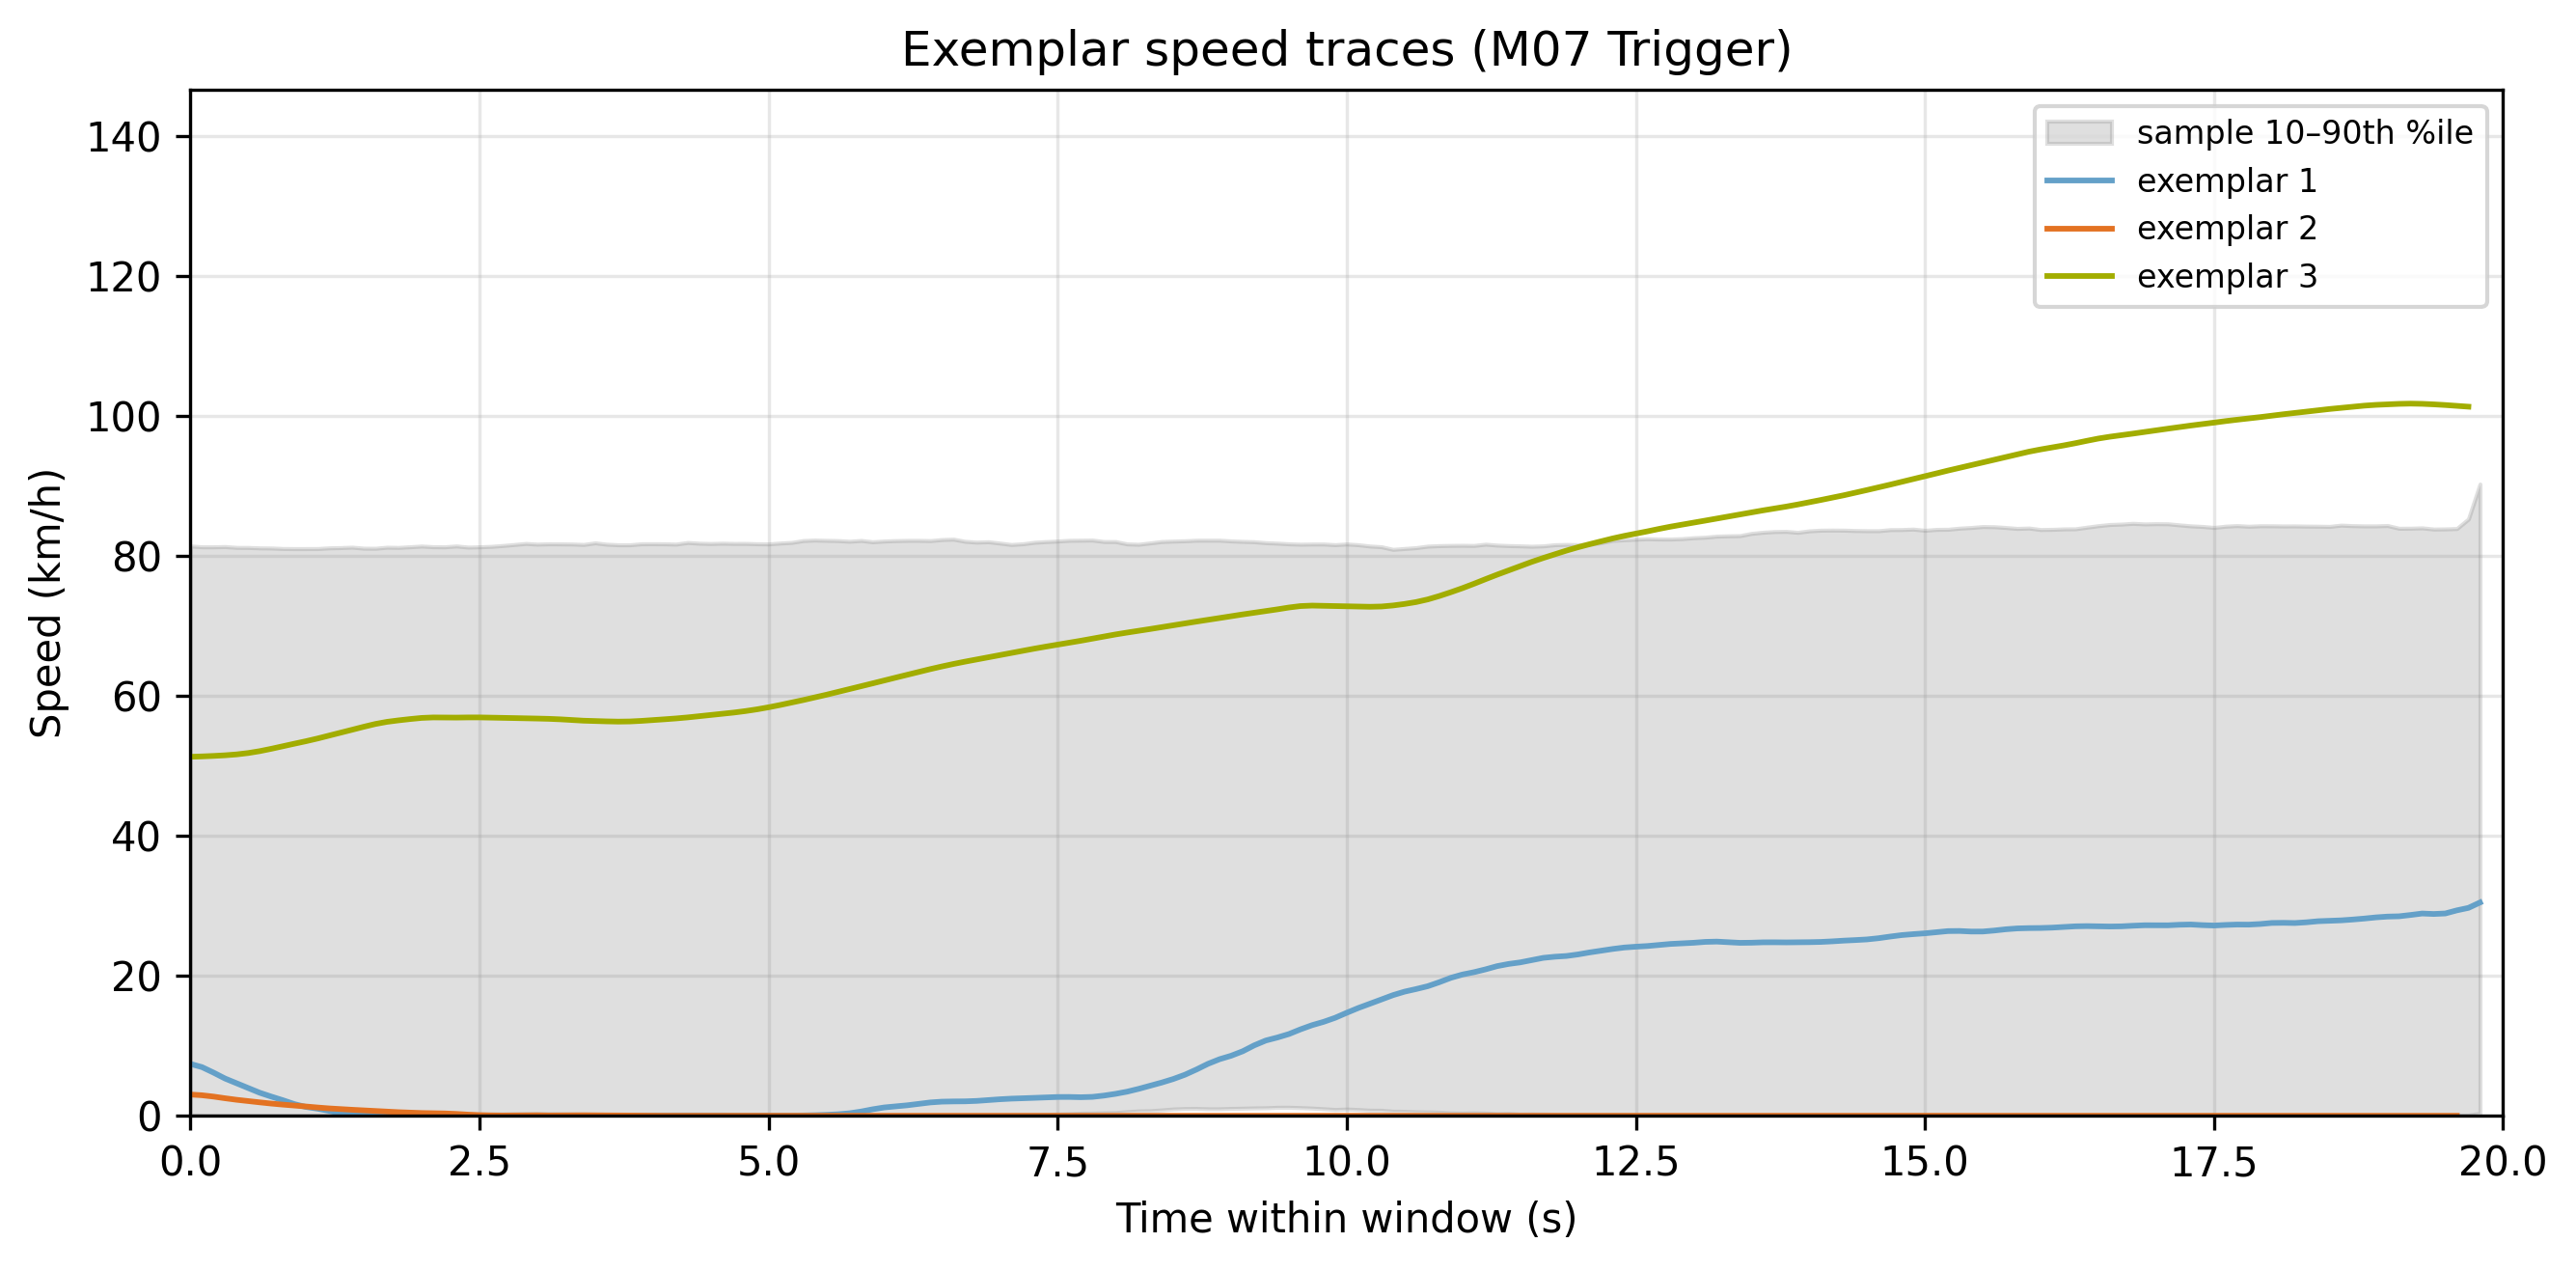 Exemplar speed traces (M07 Trigger)
sample 10–90th %ile
exemplar 1
exemplar 2
exemplar 3
Speed (km/h)
140
120
100
80
60
40
20
0
0.0 2.5 5.0 7.5 10.0 12.5 15.0 17.5 20.0
Time within window (s)